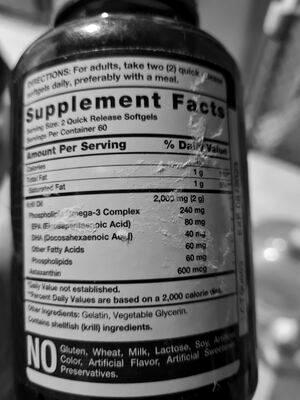 DIRECTIONS: For adults, take two (2) quick release
softgels daily, preferably with a meal.
Supplement Facts
Serving Size: 2 Quick Release Softgels
Servings Per Container 60
Amount Per Serving % Daily Value
Calories
Total Fat 1 g
Saturated Fat 1 g
Krill Oil 2,000 mg (2 g)
Phospholipid Omega-3 Complex 240 mg
EPA (Eicosapentaenoic Acid) 80 mg
DHA (Docosahexaenoic Acid) 40 mg
Other Fatty Acids 60 mg
Phospholipids 60 mg
Astaxanthin 600 mcg
*Daily Value not established.
*Percent Daily Values are based on a 2,000 calorie diet.
Other Ingredients: Gelatin, Vegetable Glycerin.
Contains shellfish (krill) ingredients.
NO Gluten, Wheat, Milk, Lactose, Soy, Artificial
Color, Artificial Flavor, Artificial Sweetener,
Preservatives.